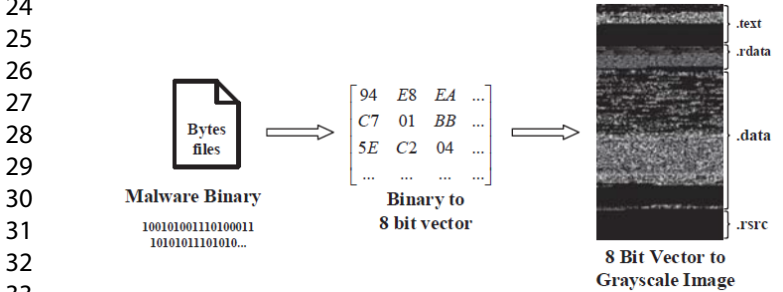 24
25
26
27
28
29
30
31
32
Bytes
files
Malware Binary
100101001110100011
10101011101010...
94 E8 EA ...
C7 01 BB ...
5E C2 04 ...
... ... ... ...
Binary to
8 bit vector
.text
.rdata
.data
.rsrc
8 Bit Vector to
Grayscale Image